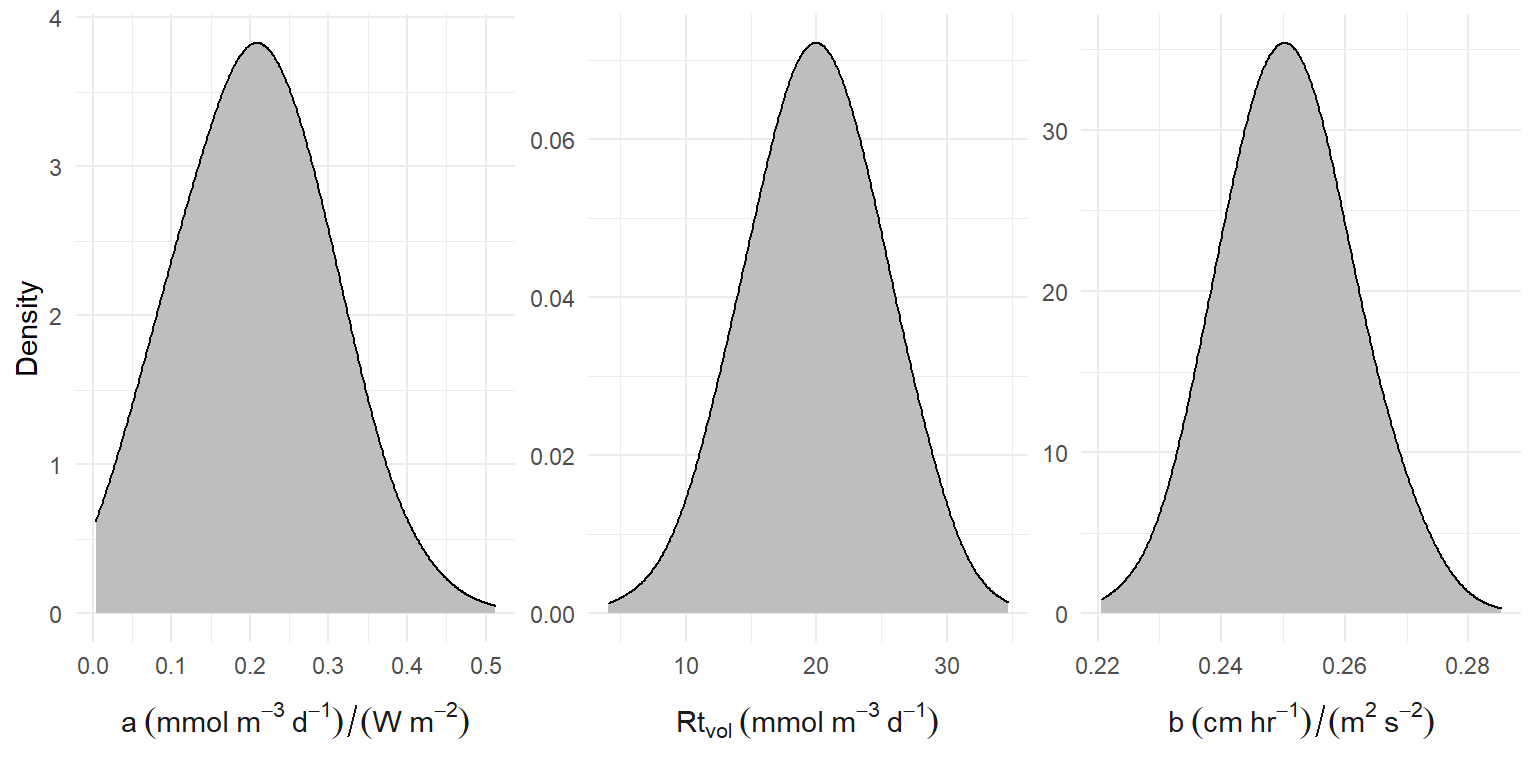 Density
4
3
2
1
0
0.0 0.1 0.2 0.3 0.4 0.5
a (mmol m⁻³ d⁻¹)/(W m⁻²)
0.06
0.04
0.02
0.00
10 20 30
Rt_vol (mmol m⁻³ d⁻¹)
30
20
10
0
0.22 0.24 0.26 0.28
b (cm hr⁻¹)/(m² s⁻²)